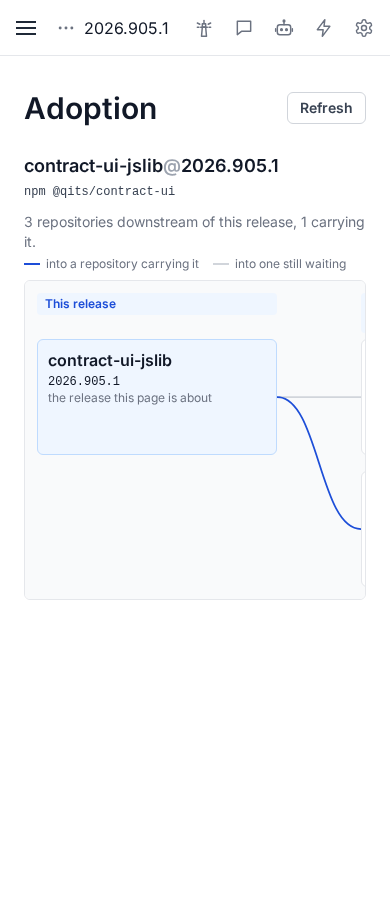 2026.905.1
Adoption
Refresh
contract-ui-jslib@2026.905.1
npm @qits/contract-ui
3 repositories downstream of this release, 1 carrying
it.
into a repository carrying it
into one still waiting
This release
contract-ui-jslib
2026.905.1
the release this page is about